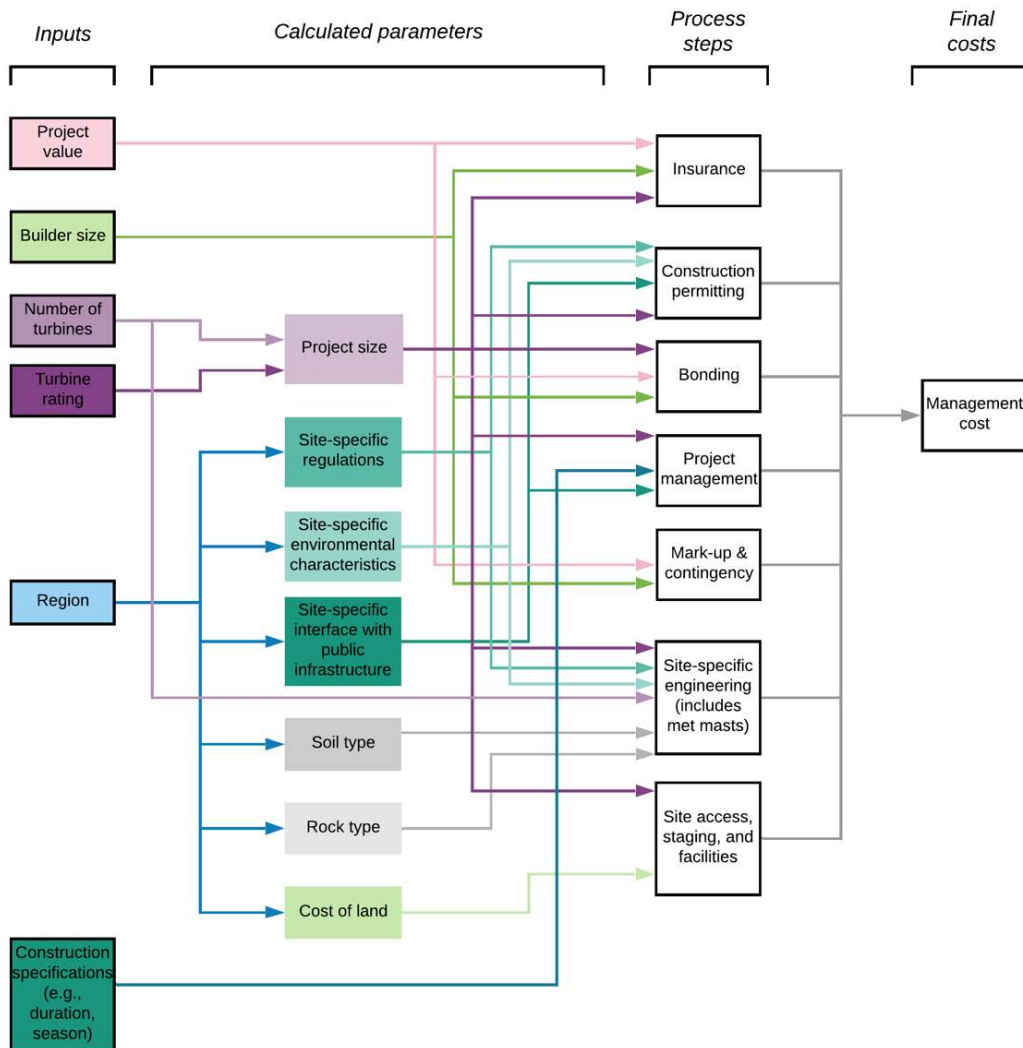 Inputs
Calculated parameters
Process
steps
Final
costs
Project
value
Builder size
Number of
turbines
Turbine
rating
Region
Construction
specifications
(e.g.,
duration,
season)
Project size
Site-specific
regulations
Site-specific
environmental
characteristics
Site-specific
interface with
public
infrastructure
Soil type
Rock type
Cost of land
Insurance
Construction
permitting
Bonding
Project
management
Mark-up &
contingency
Site-specific
engineering
(includes
met masts)
Site access,
staging, and
facilities
Management
cost